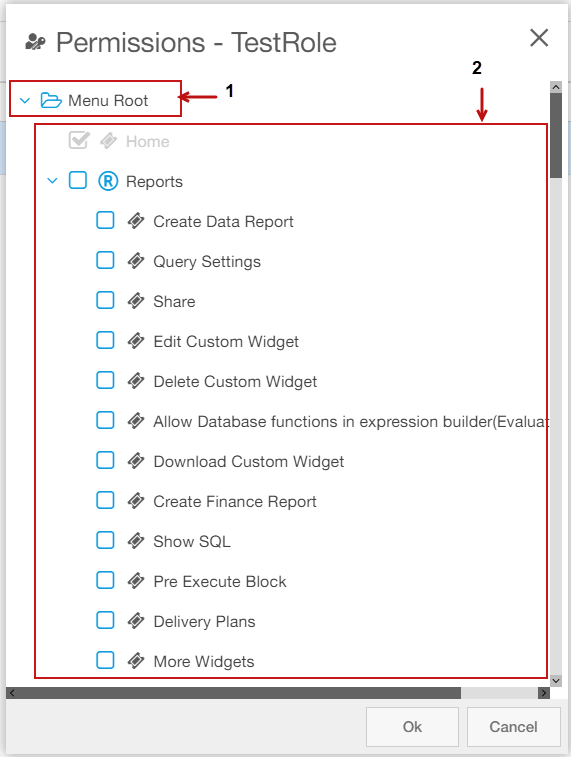 Permissions - TestRole
2
Menu Root
1
Home
R Reports
Create Data Report
Query Settings
Share
Edit Custom Widget
Delete Custom Widget
Allow Database functions in expression builder(Evaluat
Download Custom Widget
Create Finance Report
Show SQL
Pre Execute Block
Delivery Plans
More Widgets
Ok
Cancel